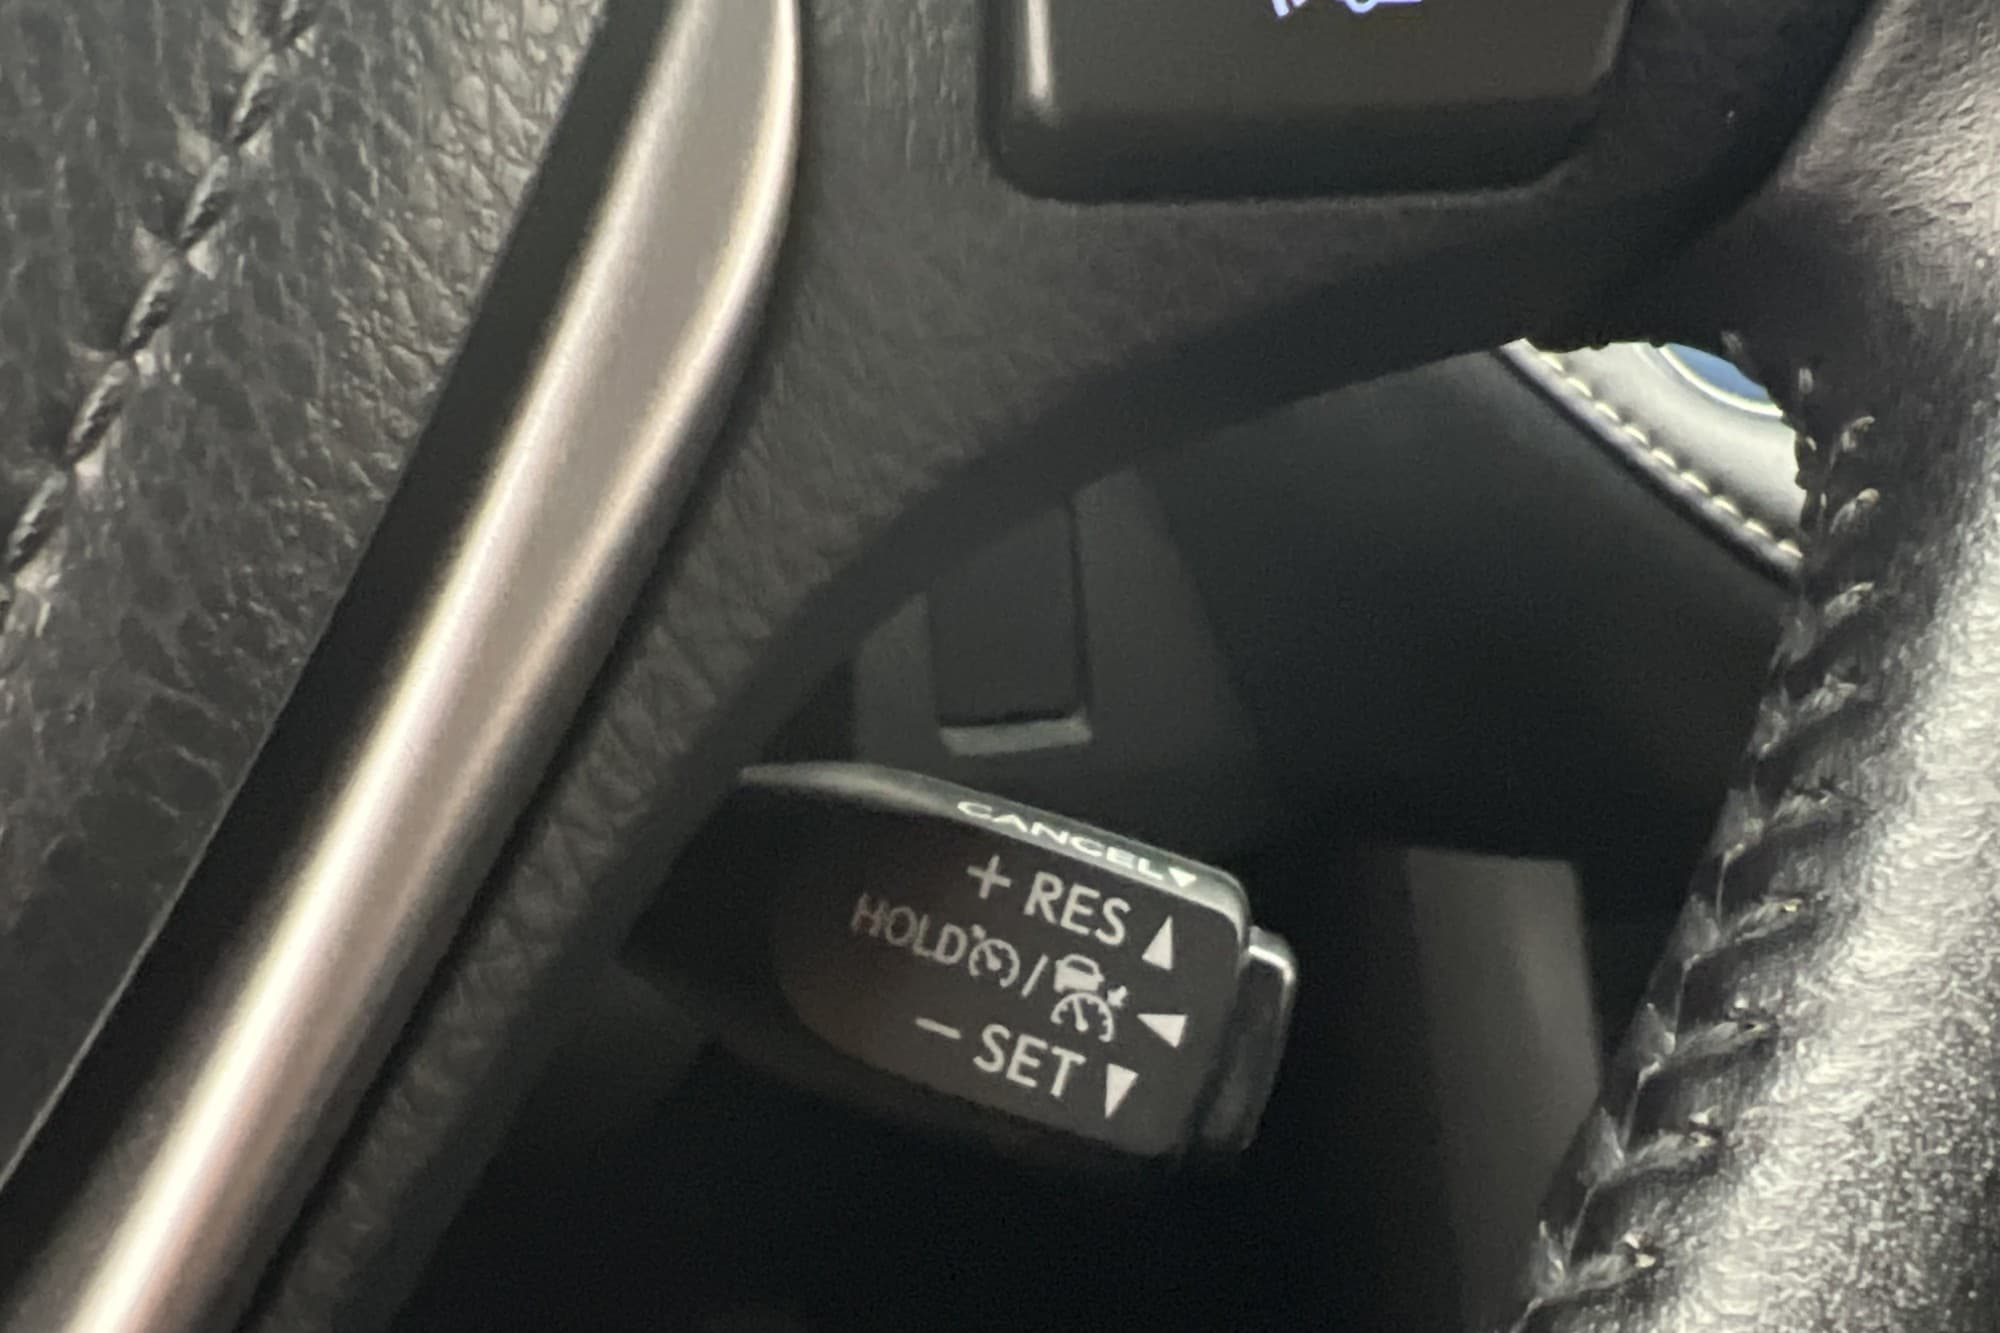 CANCEL▼
+ RES ▲
HOLD / ◀
− SET ▼